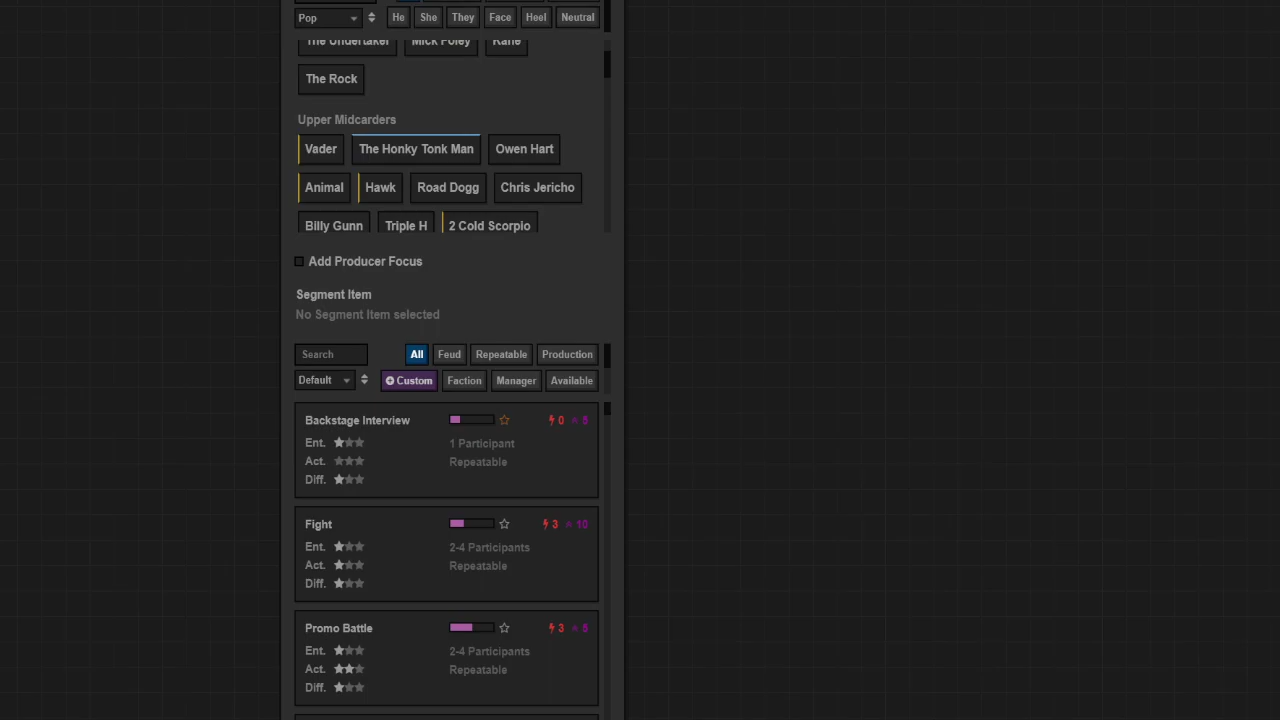 Pop He She They Face Heel Neutral
The Undertaker Mick Foley Kane
The Rock
Upper Midcarders
Vader The Honky Tonk Man Owen Hart
Animal Hawk Road Dogg Chris Jericho
Billy Gunn Triple H 2 Cold Scorpio
Add Producer Focus
Segment Item
No Segment Item selected
Search All Feud Repeatable Production
Default Custom Faction Manager Available
Backstage Interview 0 5
Ent. 1 Participant
Act. Repeatable
Diff.
Fight 3 10
Ent. 2-4 Participants
Act. Repeatable
Diff.
Promo Battle 3 5
Ent. 2-4 Participants
Act. Repeatable
Diff.